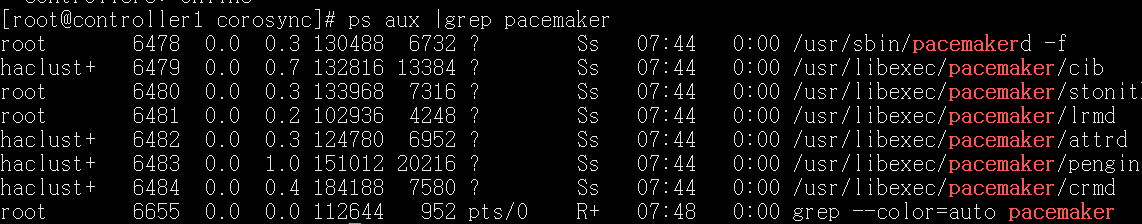 controllers: online
[root@controller1 corosync]# ps aux |grep pacemaker
root 6478 0.0 0.3 130488 6732 ? Ss 07:44 0:00 /usr/sbin/pacemakerd -f
haclust+ 6479 0.0 0.7 132816 13384 ? Ss 07:44 0:00 /usr/libexec/pacemaker/cib
root 6480 0.0 0.3 133968 7316 ? Ss 07:44 0:00 /usr/libexec/pacemaker/stonit
root 6481 0.0 0.2 102936 4248 ? Ss 07:44 0:00 /usr/libexec/pacemaker/lrmd
haclust+ 6482 0.0 0.3 124780 6952 ? Ss 07:44 0:00 /usr/libexec/pacemaker/attrd
haclust+ 6483 0.0 1.0 151012 20216 ? Ss 07:44 0:00 /usr/libexec/pacemaker/pengin
haclust+ 6484 0.0 0.4 184188 7580 ? Ss 07:44 0:00 /usr/libexec/pacemaker/crmd
root 6655 0.0 0.0 112644 952 pts/0 R+ 07:48 0:00 grep --color=auto pacemaker